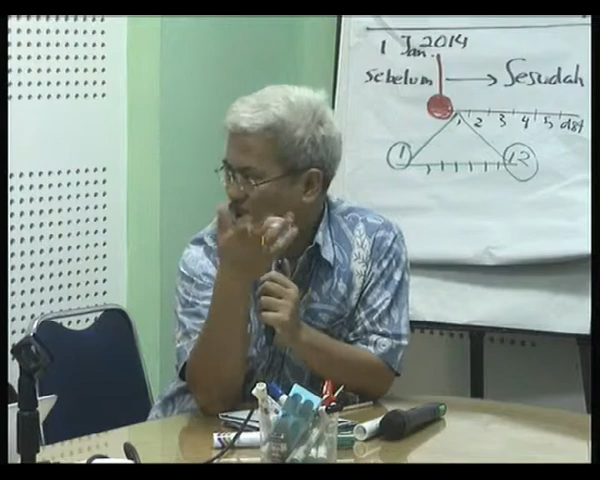 1 Jan 2014
Sebelum → Sesudah
1 2 3 4 5 dst
1 12